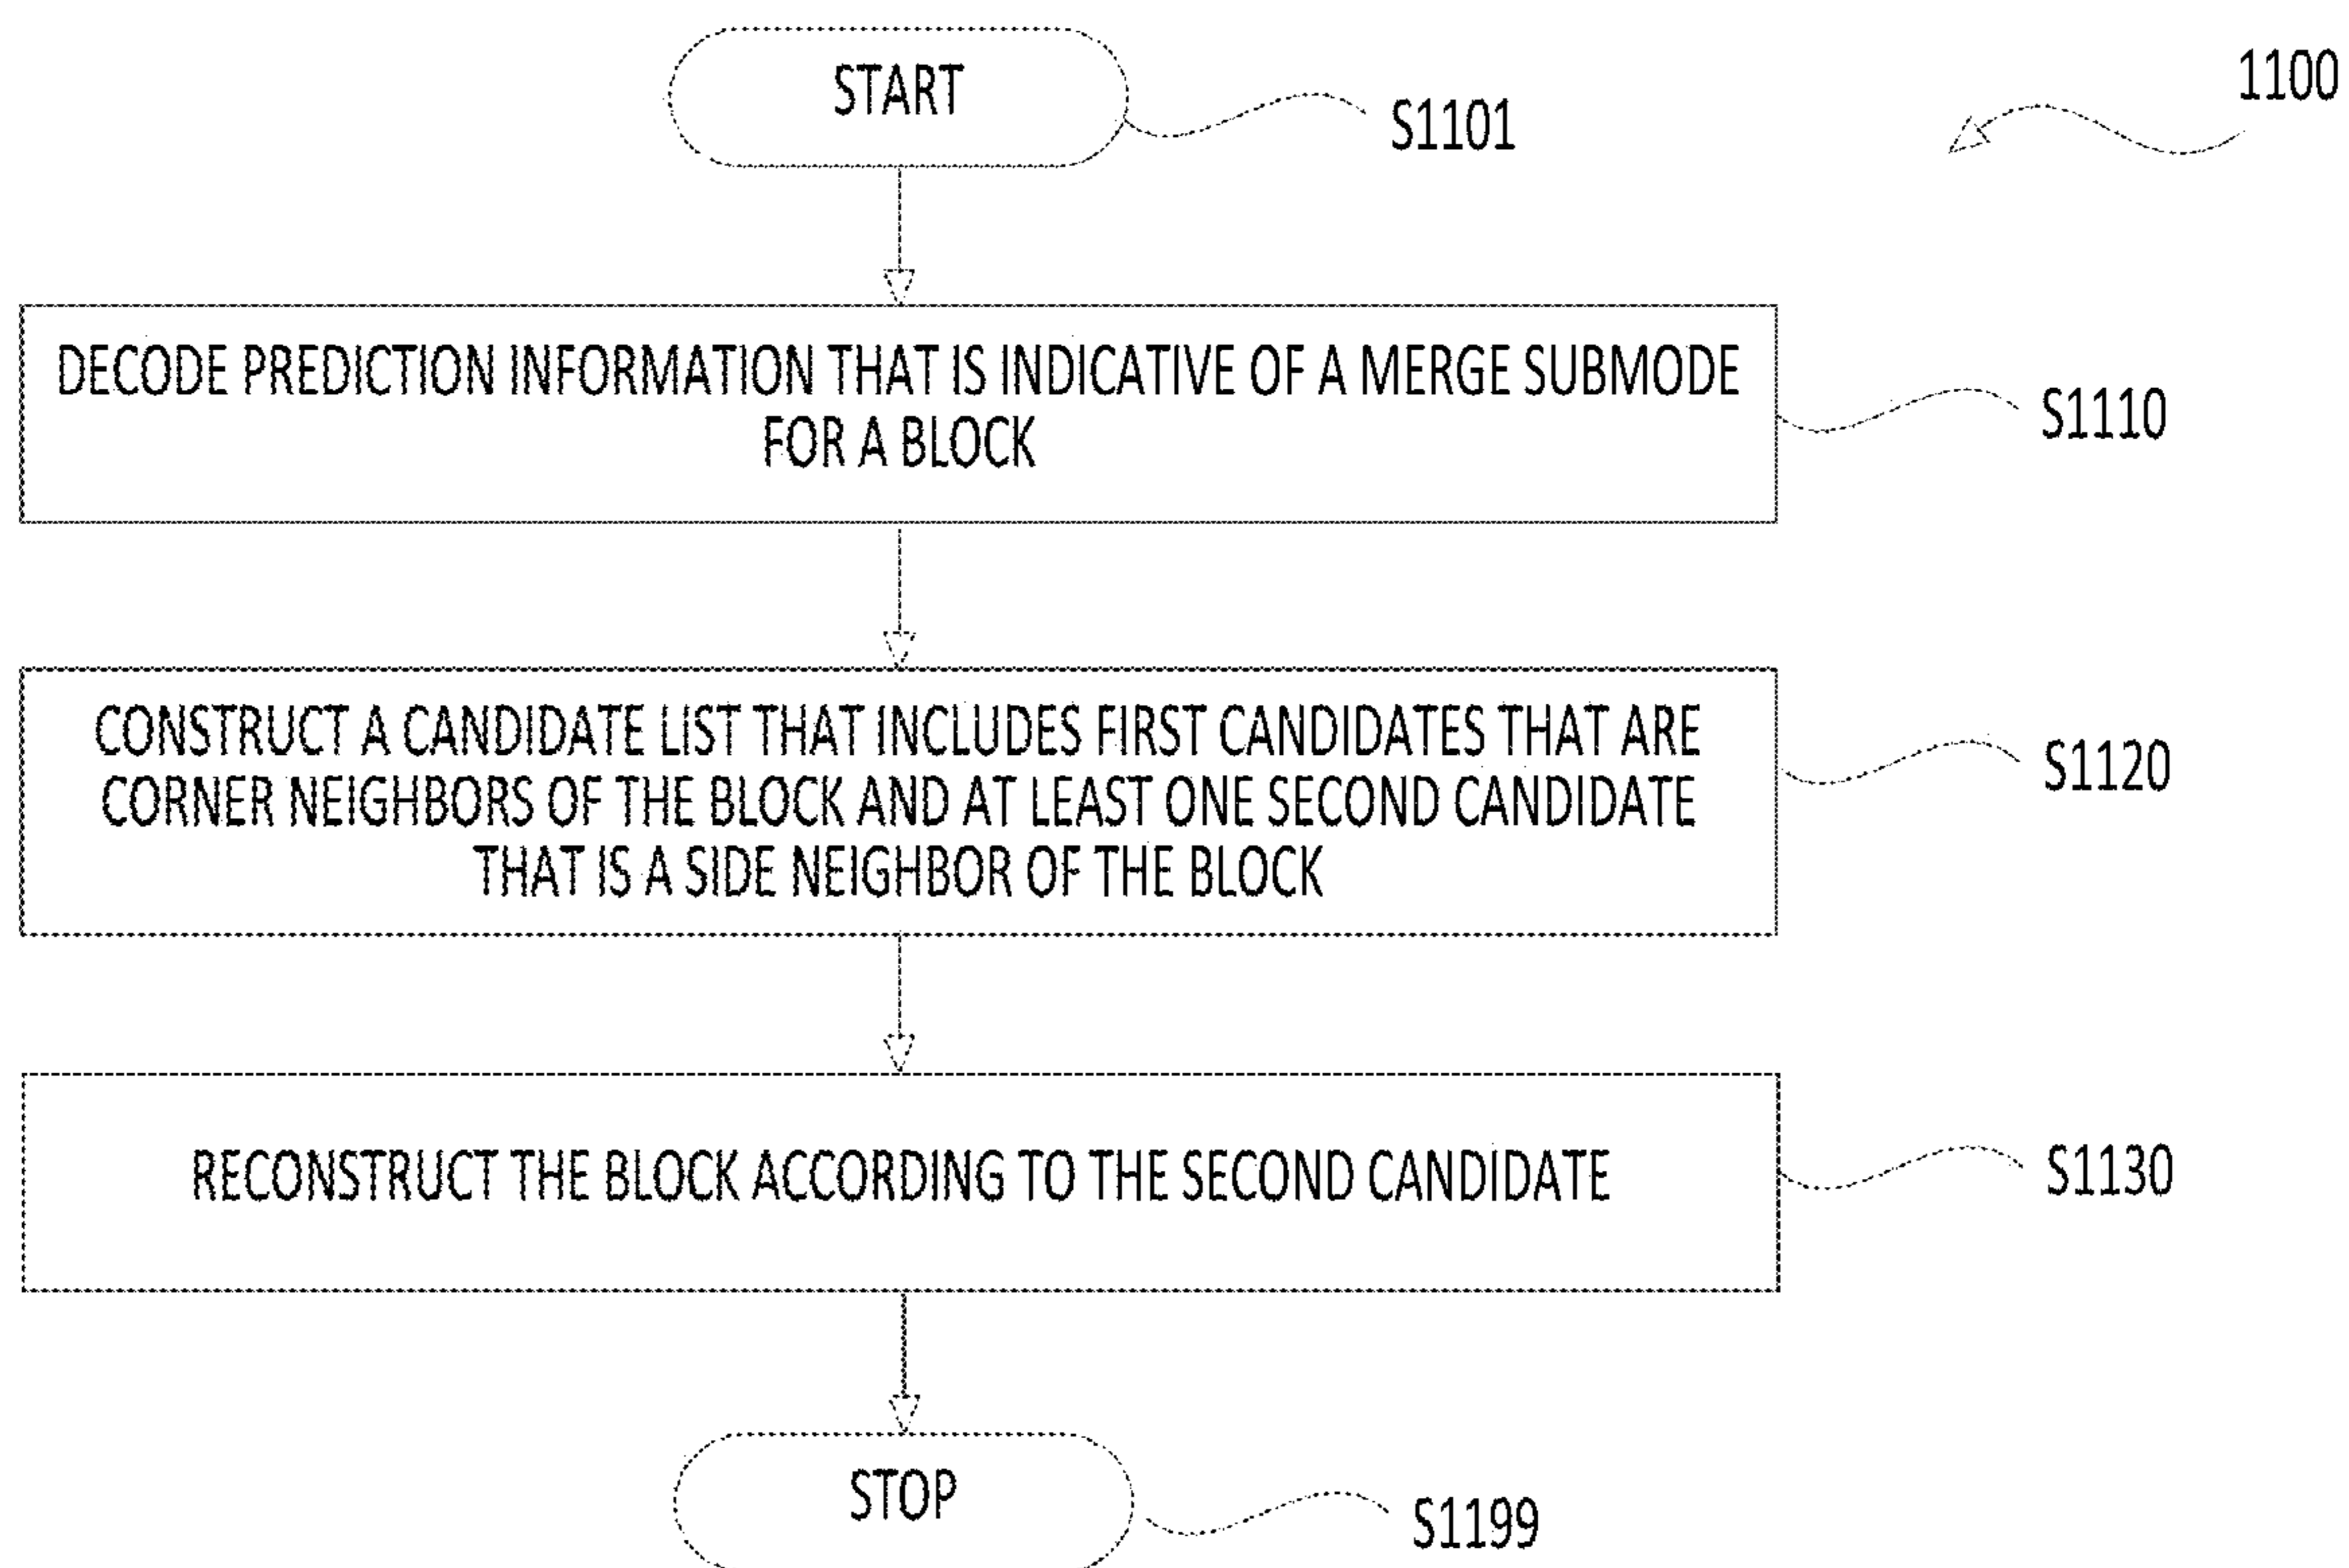 START
S1101
1100
DECODE PREDICTION INFORMATION THAT IS INDICATIVE OF A MERGE SUBMODE
FOR A BLOCK
S1110
CONSTRUCT A CANDIDATE LIST THAT INCLUDES FIRST CANDIDATES THAT ARE
CORNER NEIGHBORS OF THE BLOCK AND AT LEAST ONE SECOND CANDIDATE
THAT IS A SIDE NEIGHBOR OF THE BLOCK
S1120
RECONSTRUCT THE BLOCK ACCORDING TO THE SECOND CANDIDATE
S1130
STOP
S1199